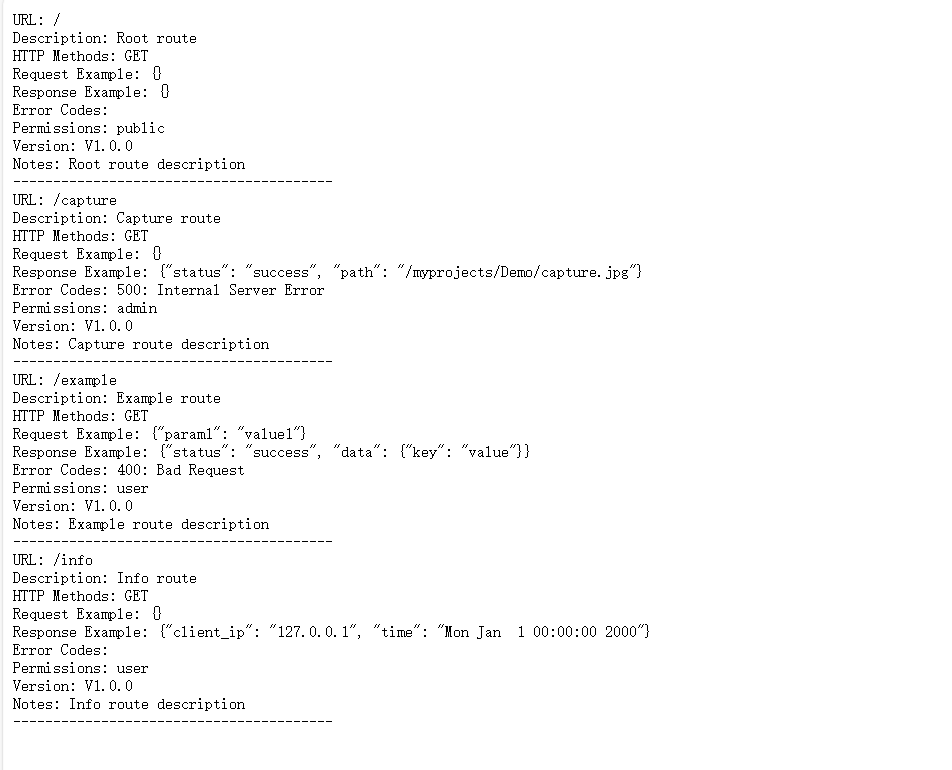 URL: /
Description: Root route
HTTP Methods: GET
Request Example: {}
Response Example: {}
Error Codes:
Permissions: public
Version: V1.0.0
Notes: Root route description
----------------------------------------
URL: /capture
Description: Capture route
HTTP Methods: GET
Request Example: {}
Response Example: {"status": "success", "path": "/myprojects/Demo/capture.jpg"}
Error Codes: 500: Internal Server Error
Permissions: admin
Version: V1.0.0
Notes: Capture route description
----------------------------------------
URL: /example
Description: Example route
HTTP Methods: GET
Request Example: {"param1": "value1"}
Response Example: {"status": "success", "data": {"key": "value"}}
Error Codes: 400: Bad Request
Permissions: user
Version: V1.0.0
Notes: Example route description
----------------------------------------
URL: /info
Description: Info route
HTTP Methods: GET
Request Example: {}
Response Example: {"client_ip": "127.0.0.1", "time": "Mon Jan  1 00:00:00 2000"}
Error Codes:
Permissions: user
Version: V1.0.0
Notes: Info route description
----------------------------------------